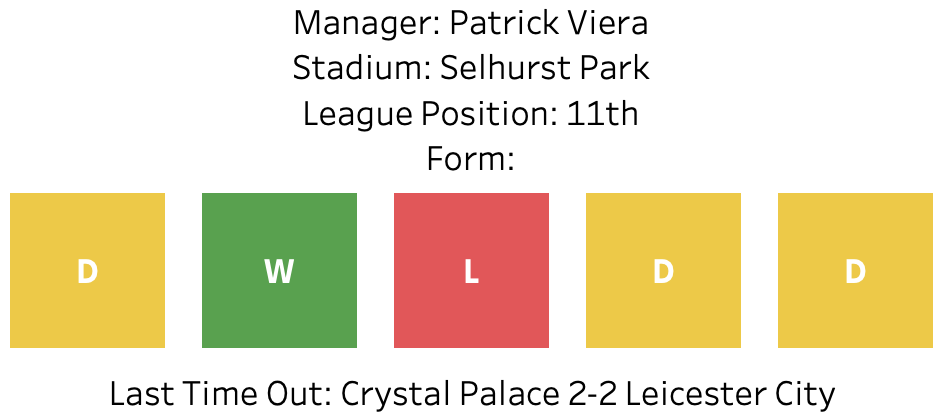 Manager: Patrick Viera
Stadium: Selhurst Park
League Position: 11th
Form:
D W L D D
Last Time Out: Crystal Palace 2-2 Leicester City